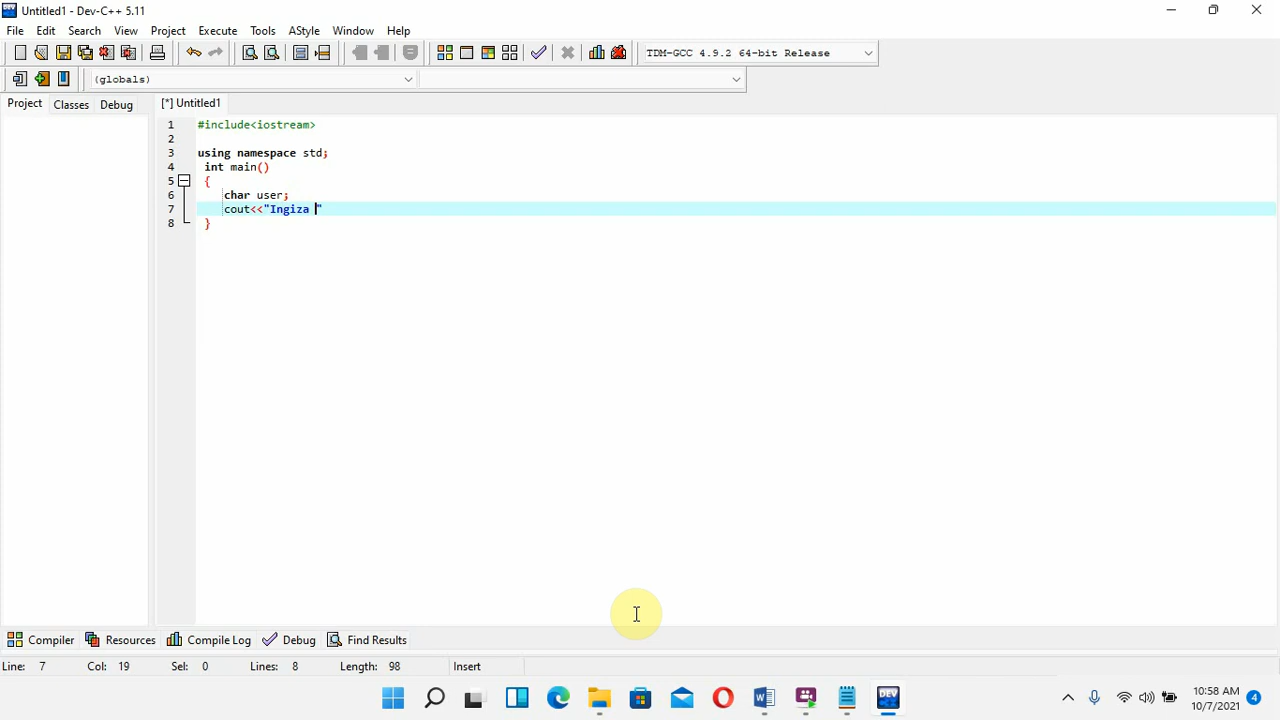 Untitled1 - Dev-C++ 5.11
File Edit Search View Project Execute Tools AStyle Window Help
TDM-GCC 4.9.2 64-bit Release
(globals)
Project Classes Debug [*] Untitled1
1 #include<iostream>
2
3 using namespace std;
4 int main()
5 {
6 char user;
7 cout<<"Ingiza "
8 }
Compiler Resources Compile Log Debug Find Results
Line: 7 Col: 19 Sel: 0 Lines: 8 Length: 98 Insert
DEV
10:58 AM
10/7/2021 4